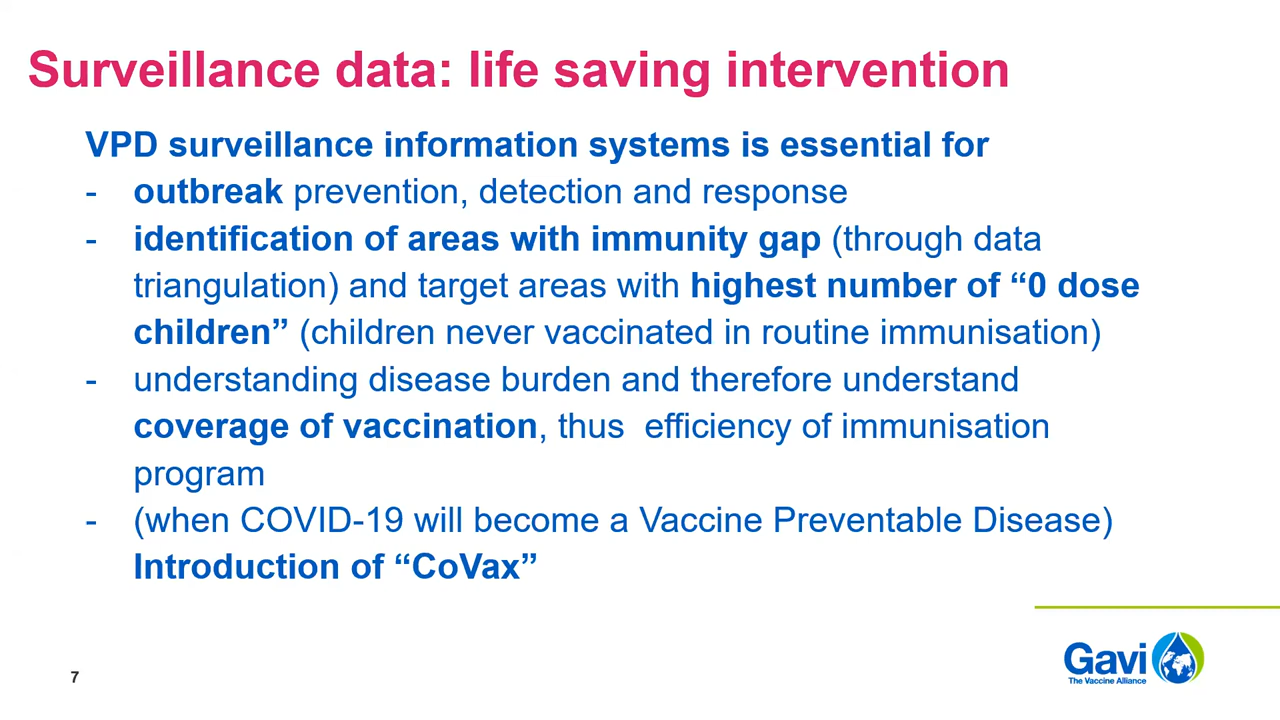 Surveillance data: life saving intervention
VPD surveillance information systems is essential for
- outbreak prevention, detection and response
- identification of areas with immunity gap (through data
triangulation) and target areas with highest number of “0 dose
children” (children never vaccinated in routine immunisation)
- understanding disease burden and therefore understand
coverage of vaccination, thus  efficiency of immunisation
program
- (when COVID-19 will become a Vaccine Preventable Disease)
Introduction of “CoVax”
Gavi
The Vaccine Alliance
7